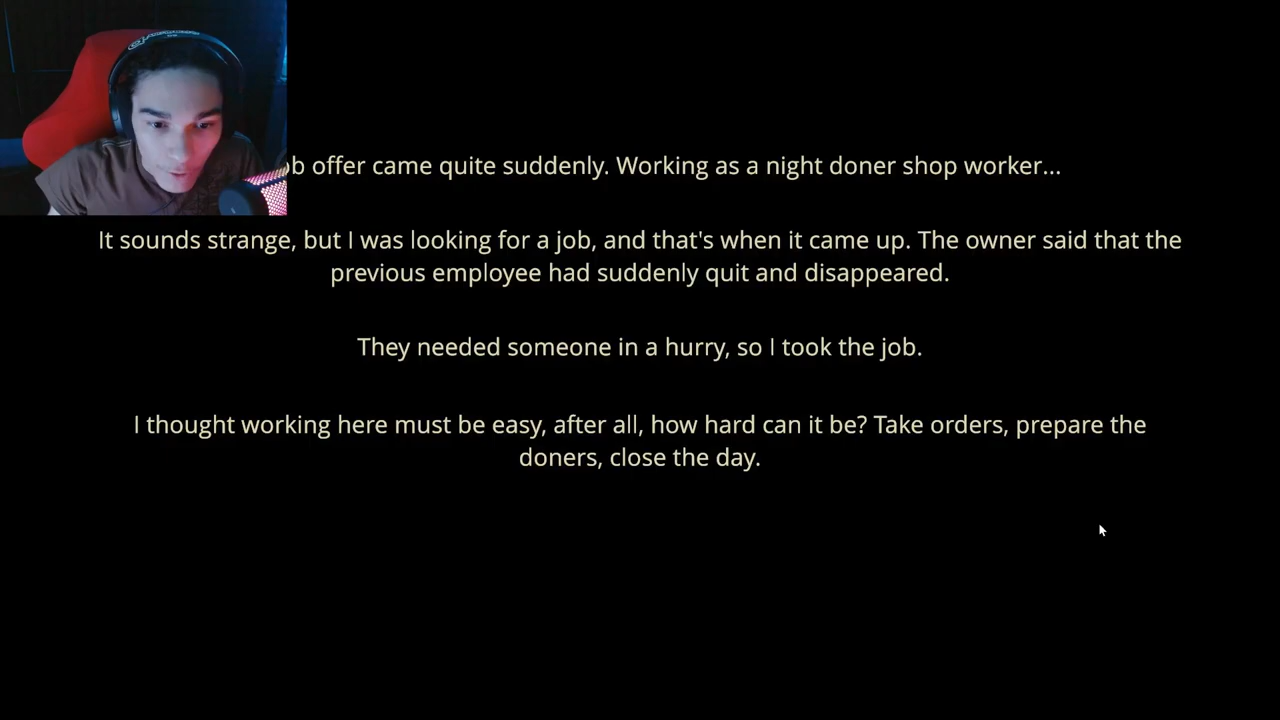 offer came quite suddenly. Working as a night doner shop worker...
It sounds strange, but I was looking for a job, and that's when it came up. The owner said that the
previous employee had suddenly quit and disappeared.
They needed someone in a hurry, so I took the job.
I thought working here must be easy, after all, how hard can it be? Take orders, prepare the
doners, close the day.